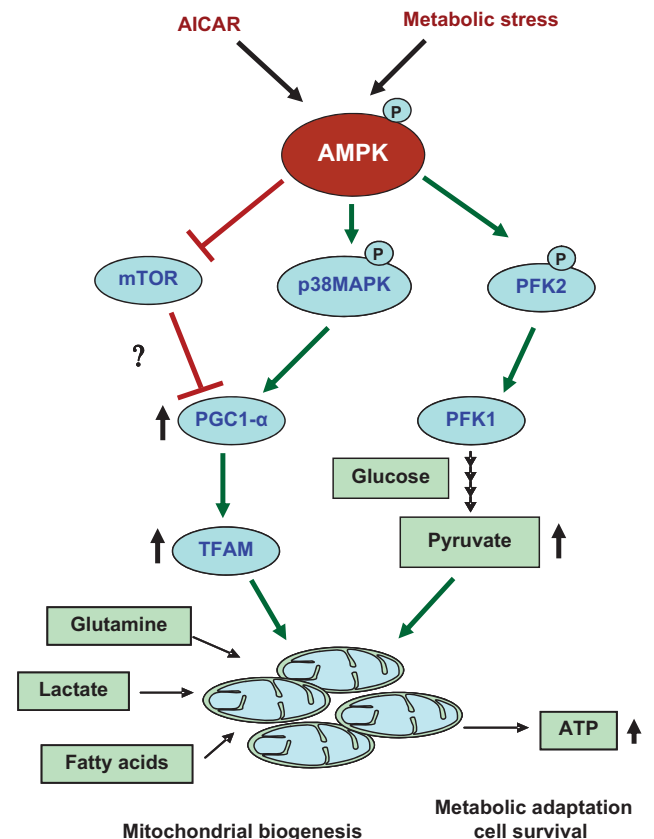 AICAR
Metabolic stress
P
AMPK
mTOR
P
p38MAPK
P
PFK2
?
PGC1-α
PFK1
Glucose
TFAM
Pyruvate
Glutamine
Lactate
Fatty acids
ATP
Mitochondrial biogenesis
Metabolic adaptation
cell survival